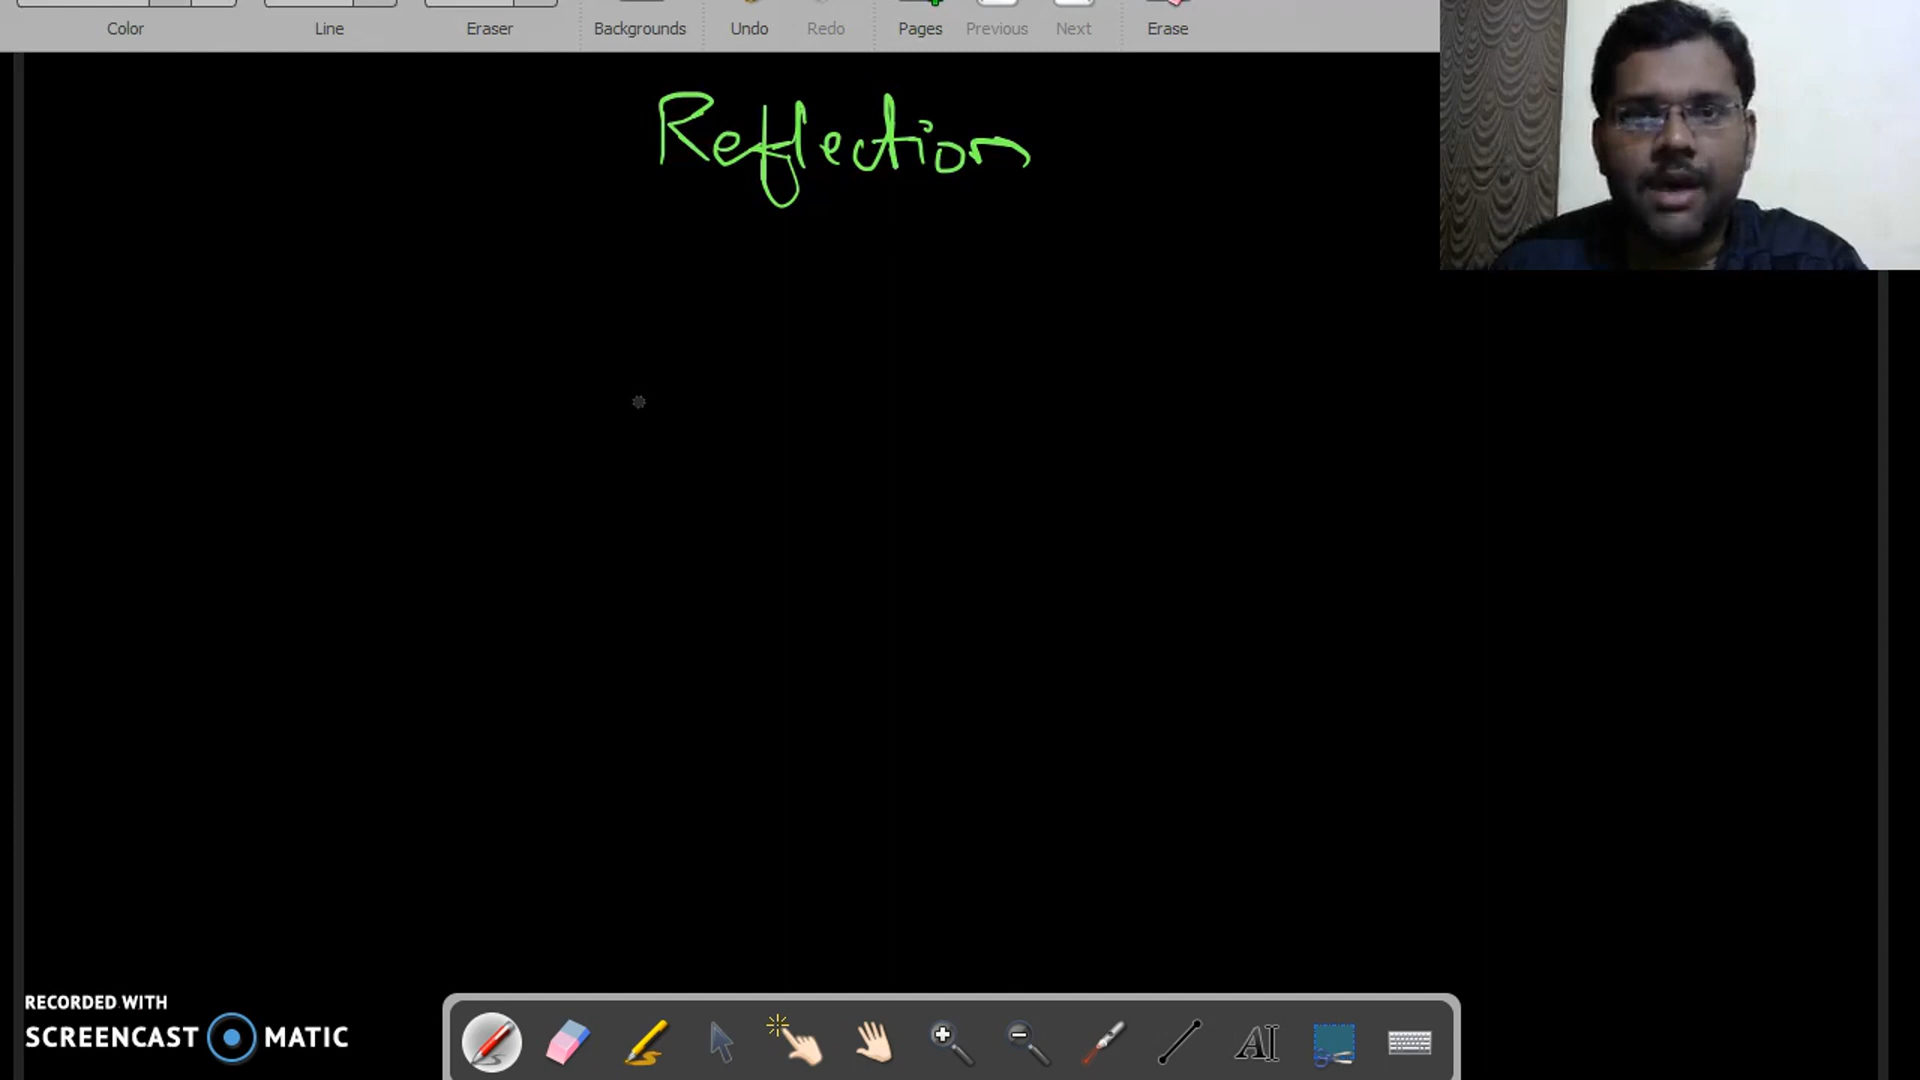 Color Line Eraser Backgrounds Undo Redo Pages Previous Next Erase
Reflection
RECORDED WITH
SCREENCAST MATIC
AI